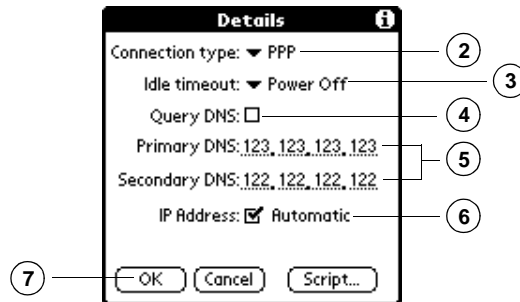 Details
Connection type: PPP 2
Idle timeout: Power Off 3
Query DNS: 4
Primary DNS: 123.123.123.123
5
Secondary DNS: 122.122.122.122
IP Address: Automatic 6
7 OK Cancel Script...